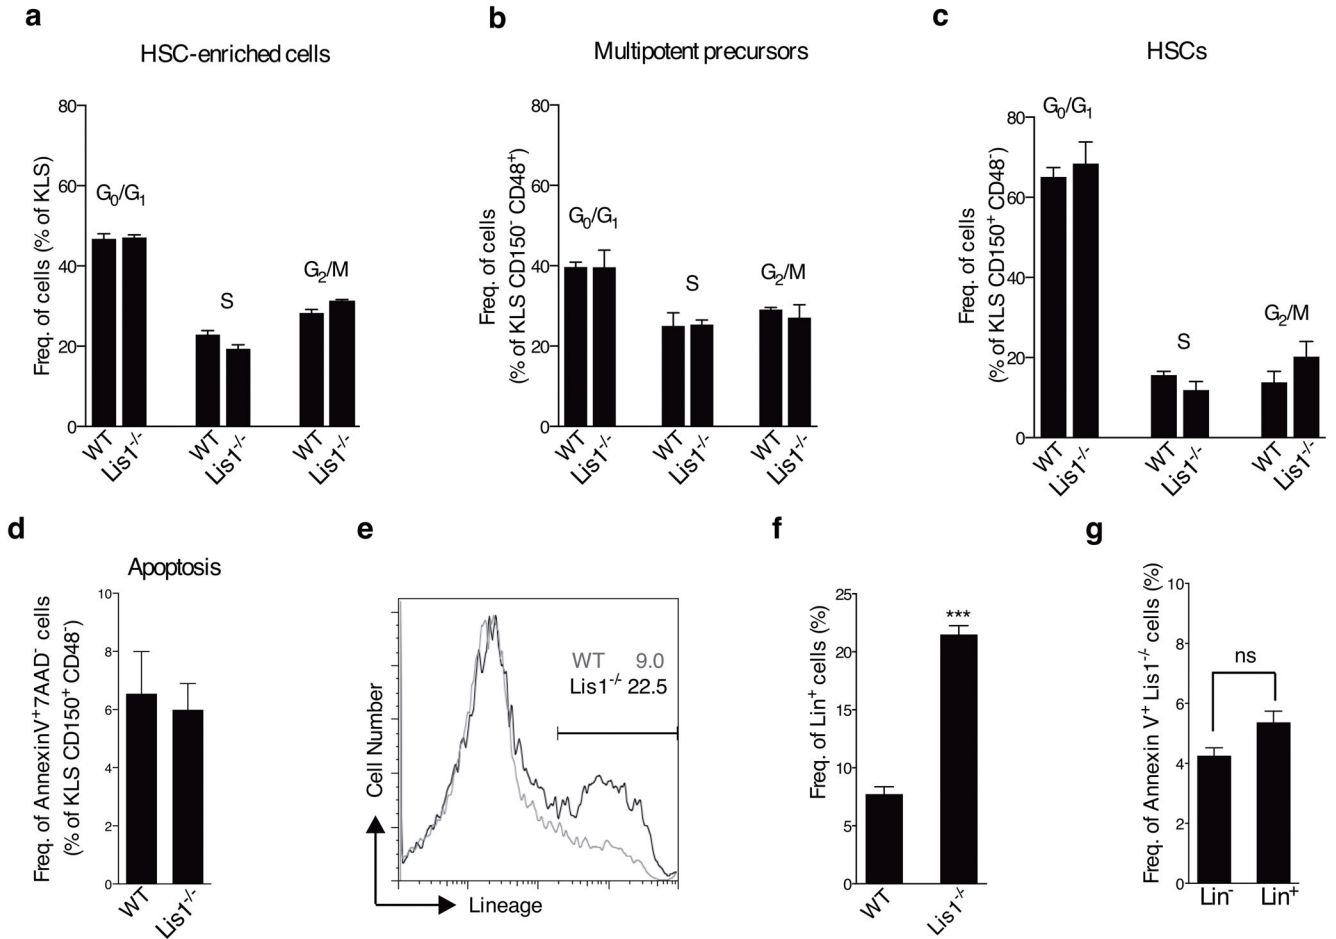 a
HSC-enriched cells
Freq. of cells (% of KLS)
80
60
40
20
0
G₀/G₁
S
G₂/M
WT
Lis1⁻/⁻
WT
Lis1⁻/⁻
WT
Lis1⁻/⁻
b
Multipotent precursors
Freq. of cells
(% of KLS CD150⁻ CD48⁺)
80
60
40
20
0
G₀/G₁
S
G₂/M
WT
Lis1⁻/⁻
WT
Lis1⁻/⁻
WT
Lis1⁻/⁻
c
HSCs
Freq. of cells
(% of KLS CD150⁺ CD48⁻)
80
60
40
20
0
G₀/G₁
S
G₂/M
WT
Lis1⁻/⁻
WT
Lis1⁻/⁻
WT
Lis1⁻/⁻
d
Apoptosis
Freq. of AnnexinV⁺7AAD⁻ cells
(% of KLS CD150⁺ CD48⁻)
10
8
6
4
2
0
WT
Lis1⁻/⁻
e
Cell Number
WT 9.0
Lis1⁻/⁻ 22.5
Lineage
f
Freq. of Lin⁺ cells (%)
25
20
15
10
5
0
***
WT
Lis1⁻/⁻
g
Freq. of Annexin V⁺ Lis1⁻/⁻ cells (%)
10
8
6
4
2
0
ns
Lin⁻
Lin⁺